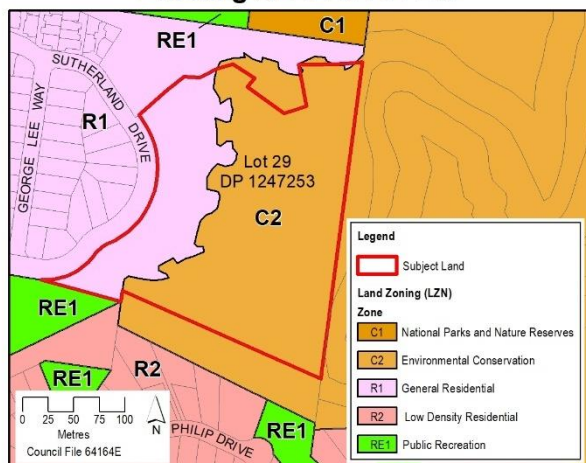 RE1
C1
SUTHERLAND DRIVE
GEORGE LEE WAY
R1
Lot 29
DP 1247253
C2
RE1
R2
RE1
RE1
PHILIP DRIVE
0 25 50 75 100
Metres
N
Council File 64164E
Legend
Subject Land
Land Zoning (LZN)
Zone
C1 National Parks and Nature Reserves
C2 Environmental Conservation
R1 General Residential
R2 Low Density Residential
RE1 Public Recreation